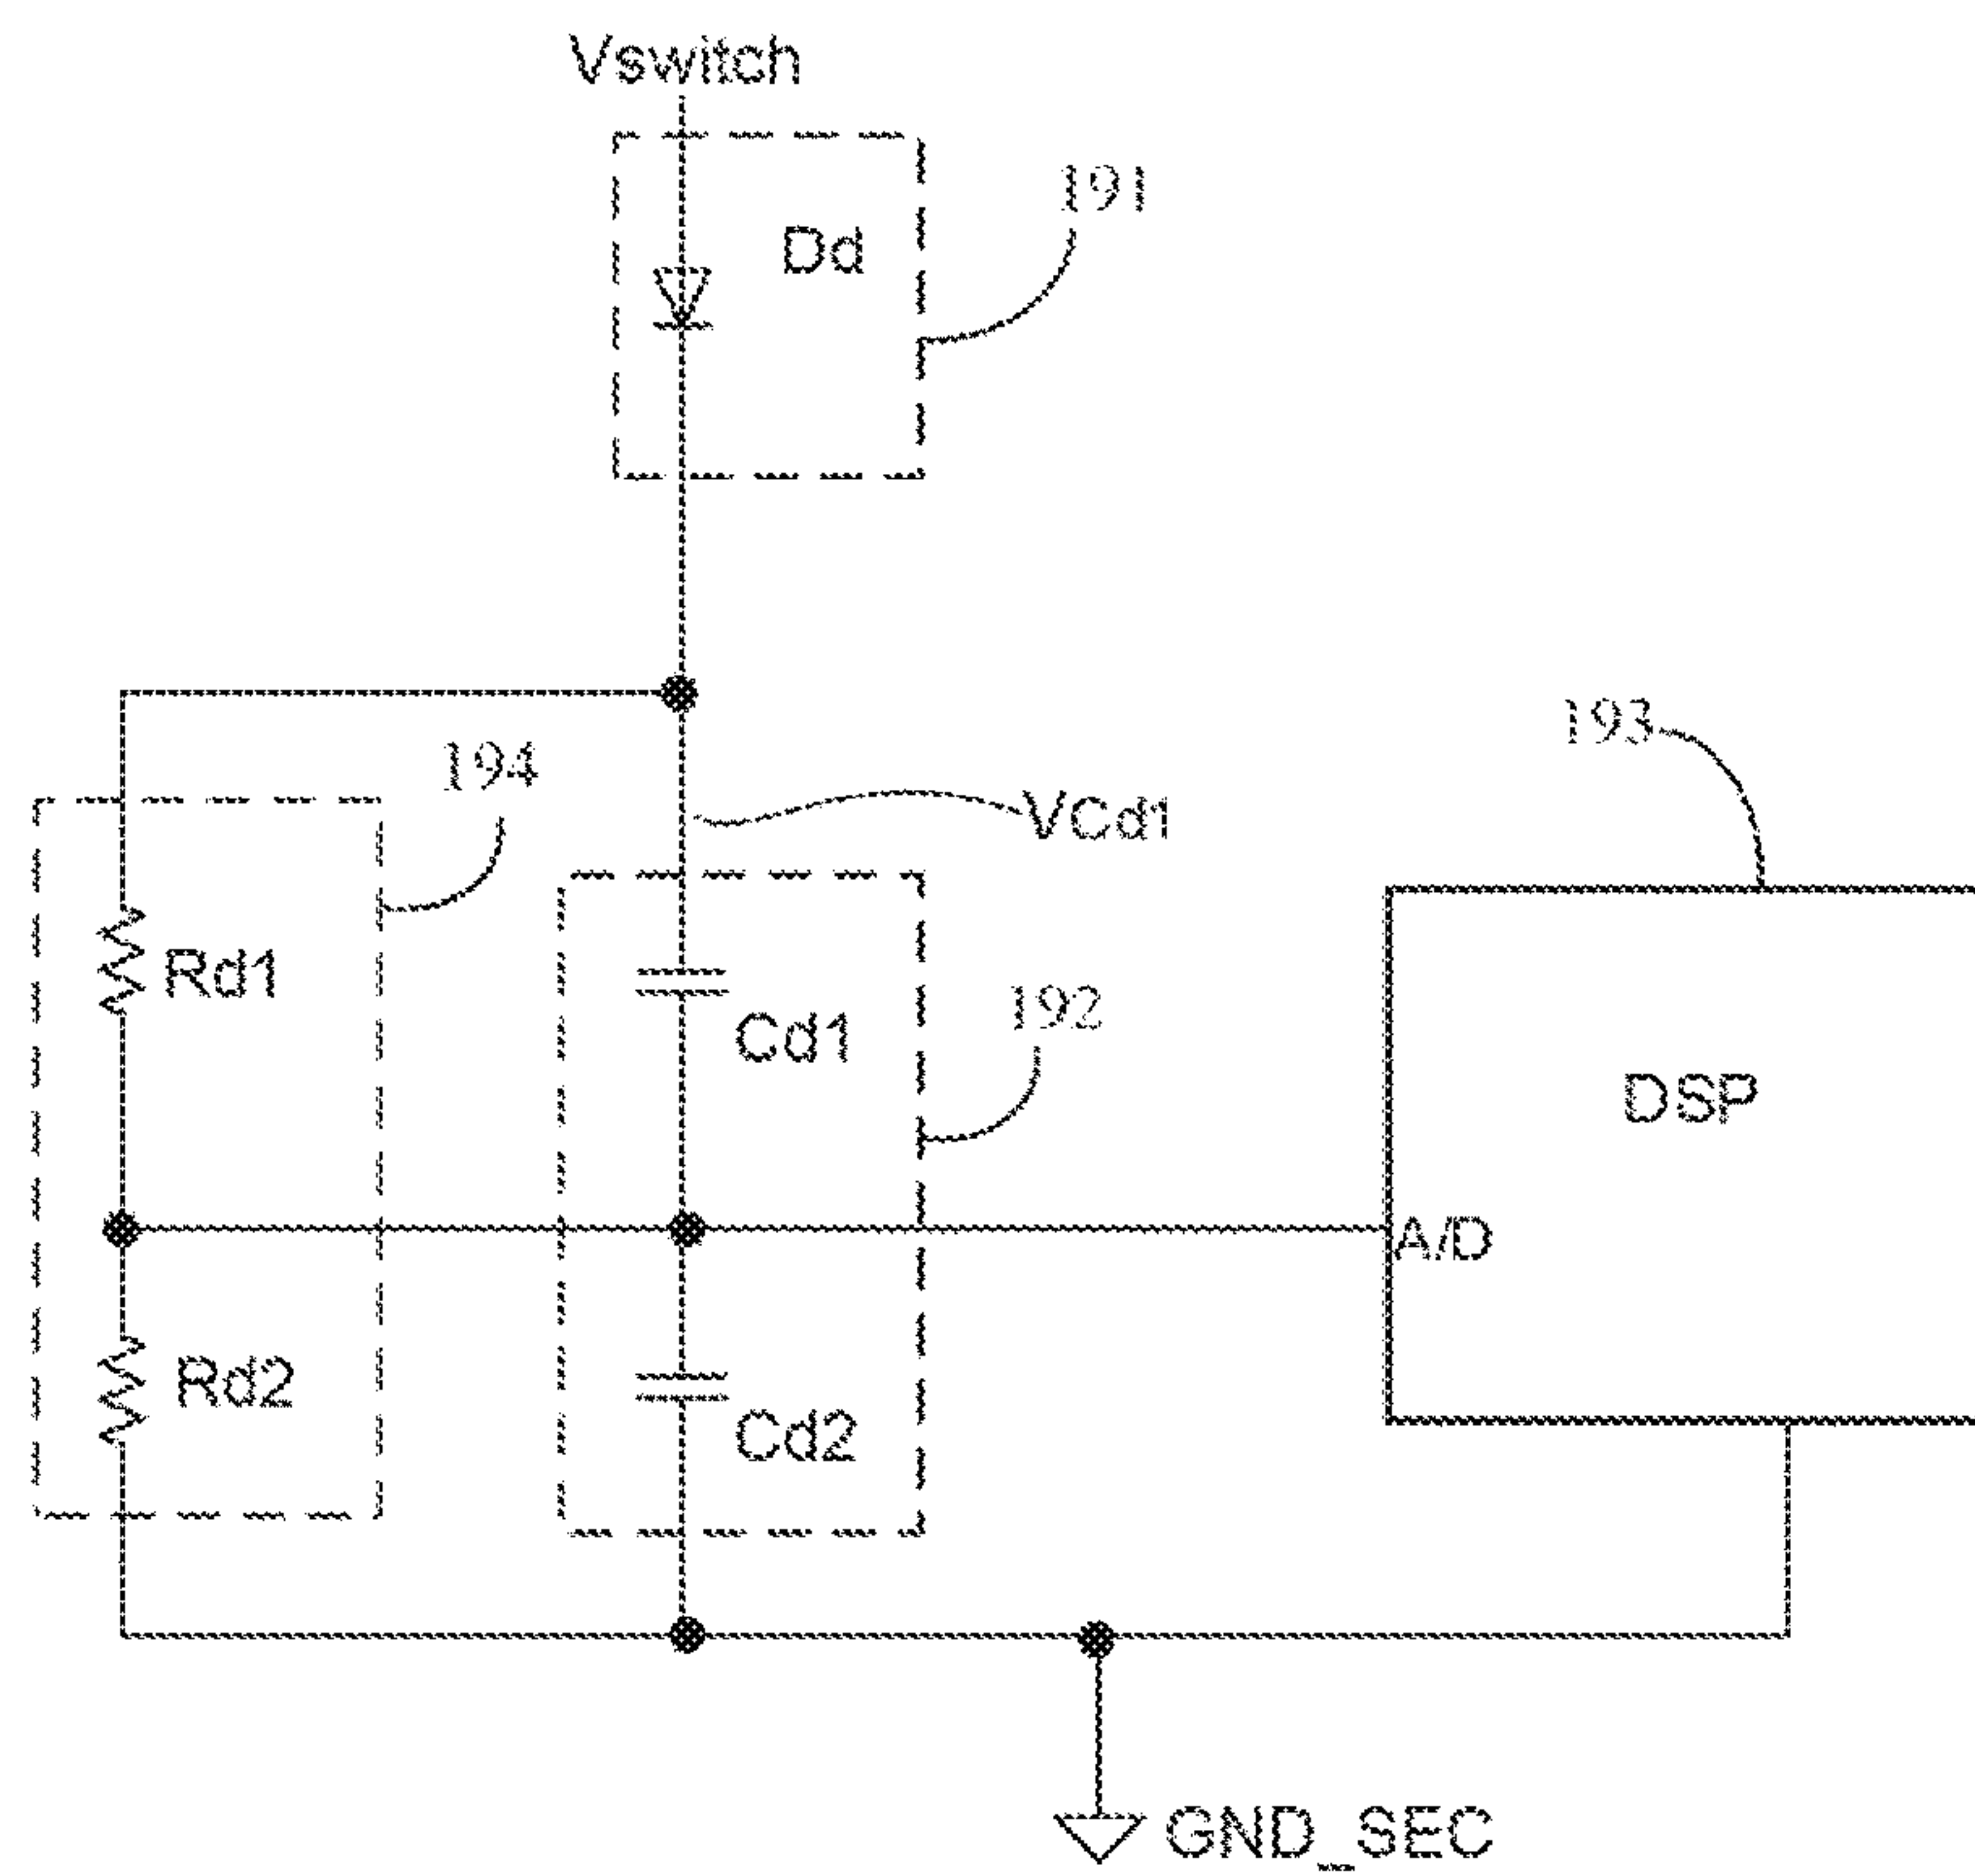 Vswitch
191
Dd
193
194
VCd1
Rd1
192
Cd1
DSP
A/D
Rd2
Cd2
GND_SEC